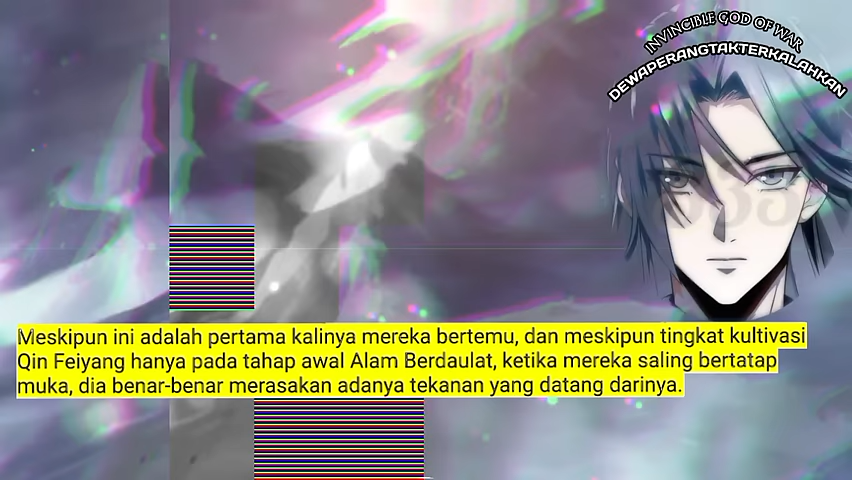 INVINCIBLE GOD OF WAR
DEWAPERANGTAKTERKALAHKAN
Meskipun ini adalah pertama kalinya mereka bertemu, dan meskipun tingkat kultivasi
Qin Feiyang hanya pada tahap awal Alam Berdaulat, ketika mereka saling bertatap
muka, dia benar-benar merasakan adanya tekanan yang datang darinya.